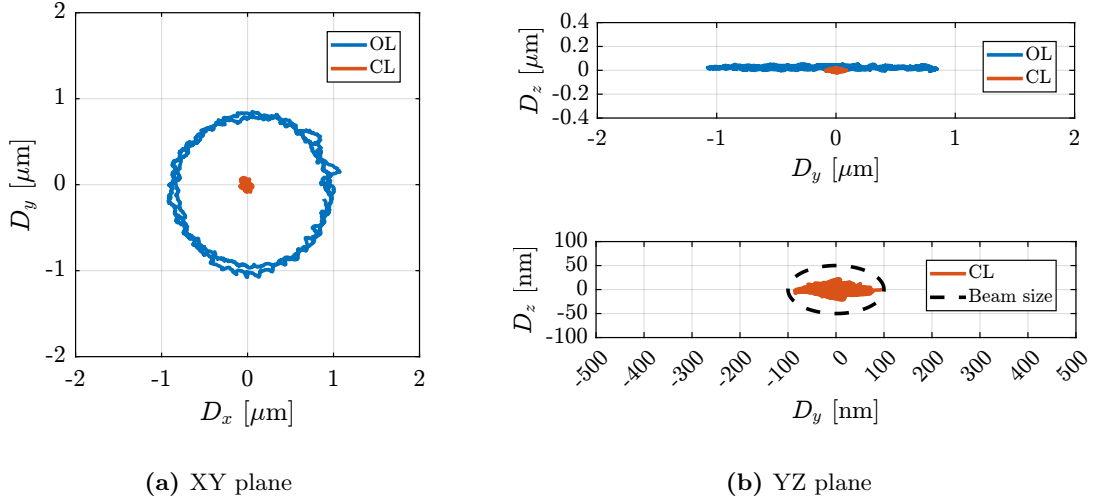 2
1
0
-1
-2
D_y [μm]
-2 -1 0 1 2
D_x [μm]
OL
CL
(a) XY plane
0.4
0.2
0
-0.2
-0.4
D_z [μm]
-2 -1 0 1 2
D_y [μm]
OL
CL
100
50
0
-50
-100
D_z [nm]
-500 -400 -300 -200 -100 0 100 200 300 400 500
D_y [nm]
CL
Beam size
(b) YZ plane